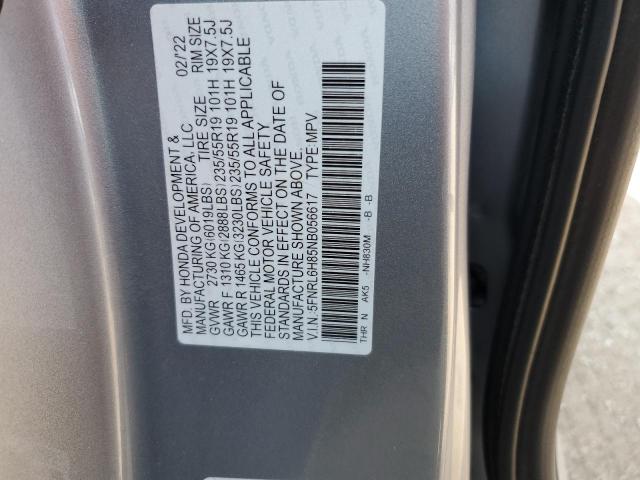 MFD. BY HONDA DEVELOPMENT & 02/'22
MANUFACTURING OF AMERICA, LLC
GVWR 2730 KG(6019LBS) TIRE SIZE RIM SIZE
GAWR F 1310 KG(2888LBS) 235/55R19 101H 19X7.5J
GAWR R 1465 KG(3230LBS) 235/55R19 101H 19X7.5J
THIS VEHICLE CONFORMS TO ALL APPLICABLE
FEDERAL MOTOR VEHICLE SAFETY
STANDARDS IN EFFECT ON THE DATE OF
MANUFACTURE SHOWN ABOVE.
V.I.N.: 5FNRL6H85NB056617 TYPE:MPV
THR N AK5 -NH830M -B -B